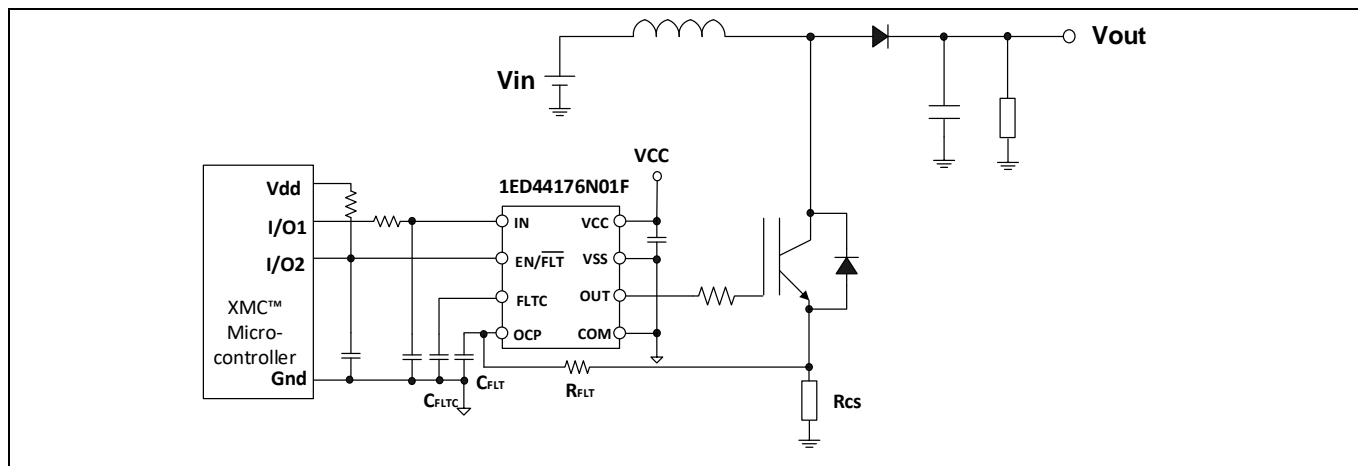 Vout
Vin
VCC
1ED44176N01F
Vdd
I/O1
I/O2
XMC™
Micro-
controller
Gnd
IN
EN/FLT
FLTC
OCP
VCC
VSS
OUT
COM
CFLTC
CFLT
RFLT
Rcs